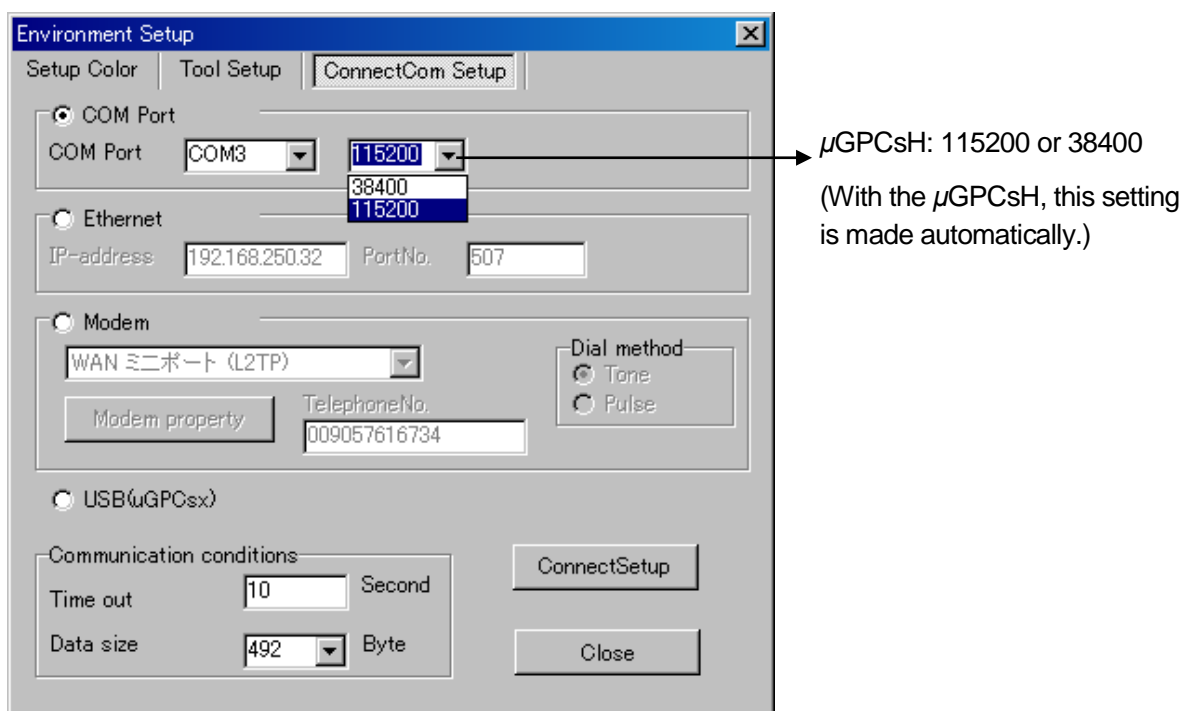 Environment Setup
Setup Color Tool Setup ConnectCom Setup
COM Port
COM Port COM3 115200
38400
115200
µGPCsH: 115200 or 38400
(With the µGPCsH, this setting
is made automatically.)
Ethernet
IP-address 192.168.250.32 PortNo. 507
Modem
WAN ミニポート (L2TP)
Dial method
Tone
Pulse
Modem property
TelephoneNo.
009057616734
USB(uGPCsx)
Communication conditions
Time out 10 Second
Data size 492 Byte
ConnectSetup
Close